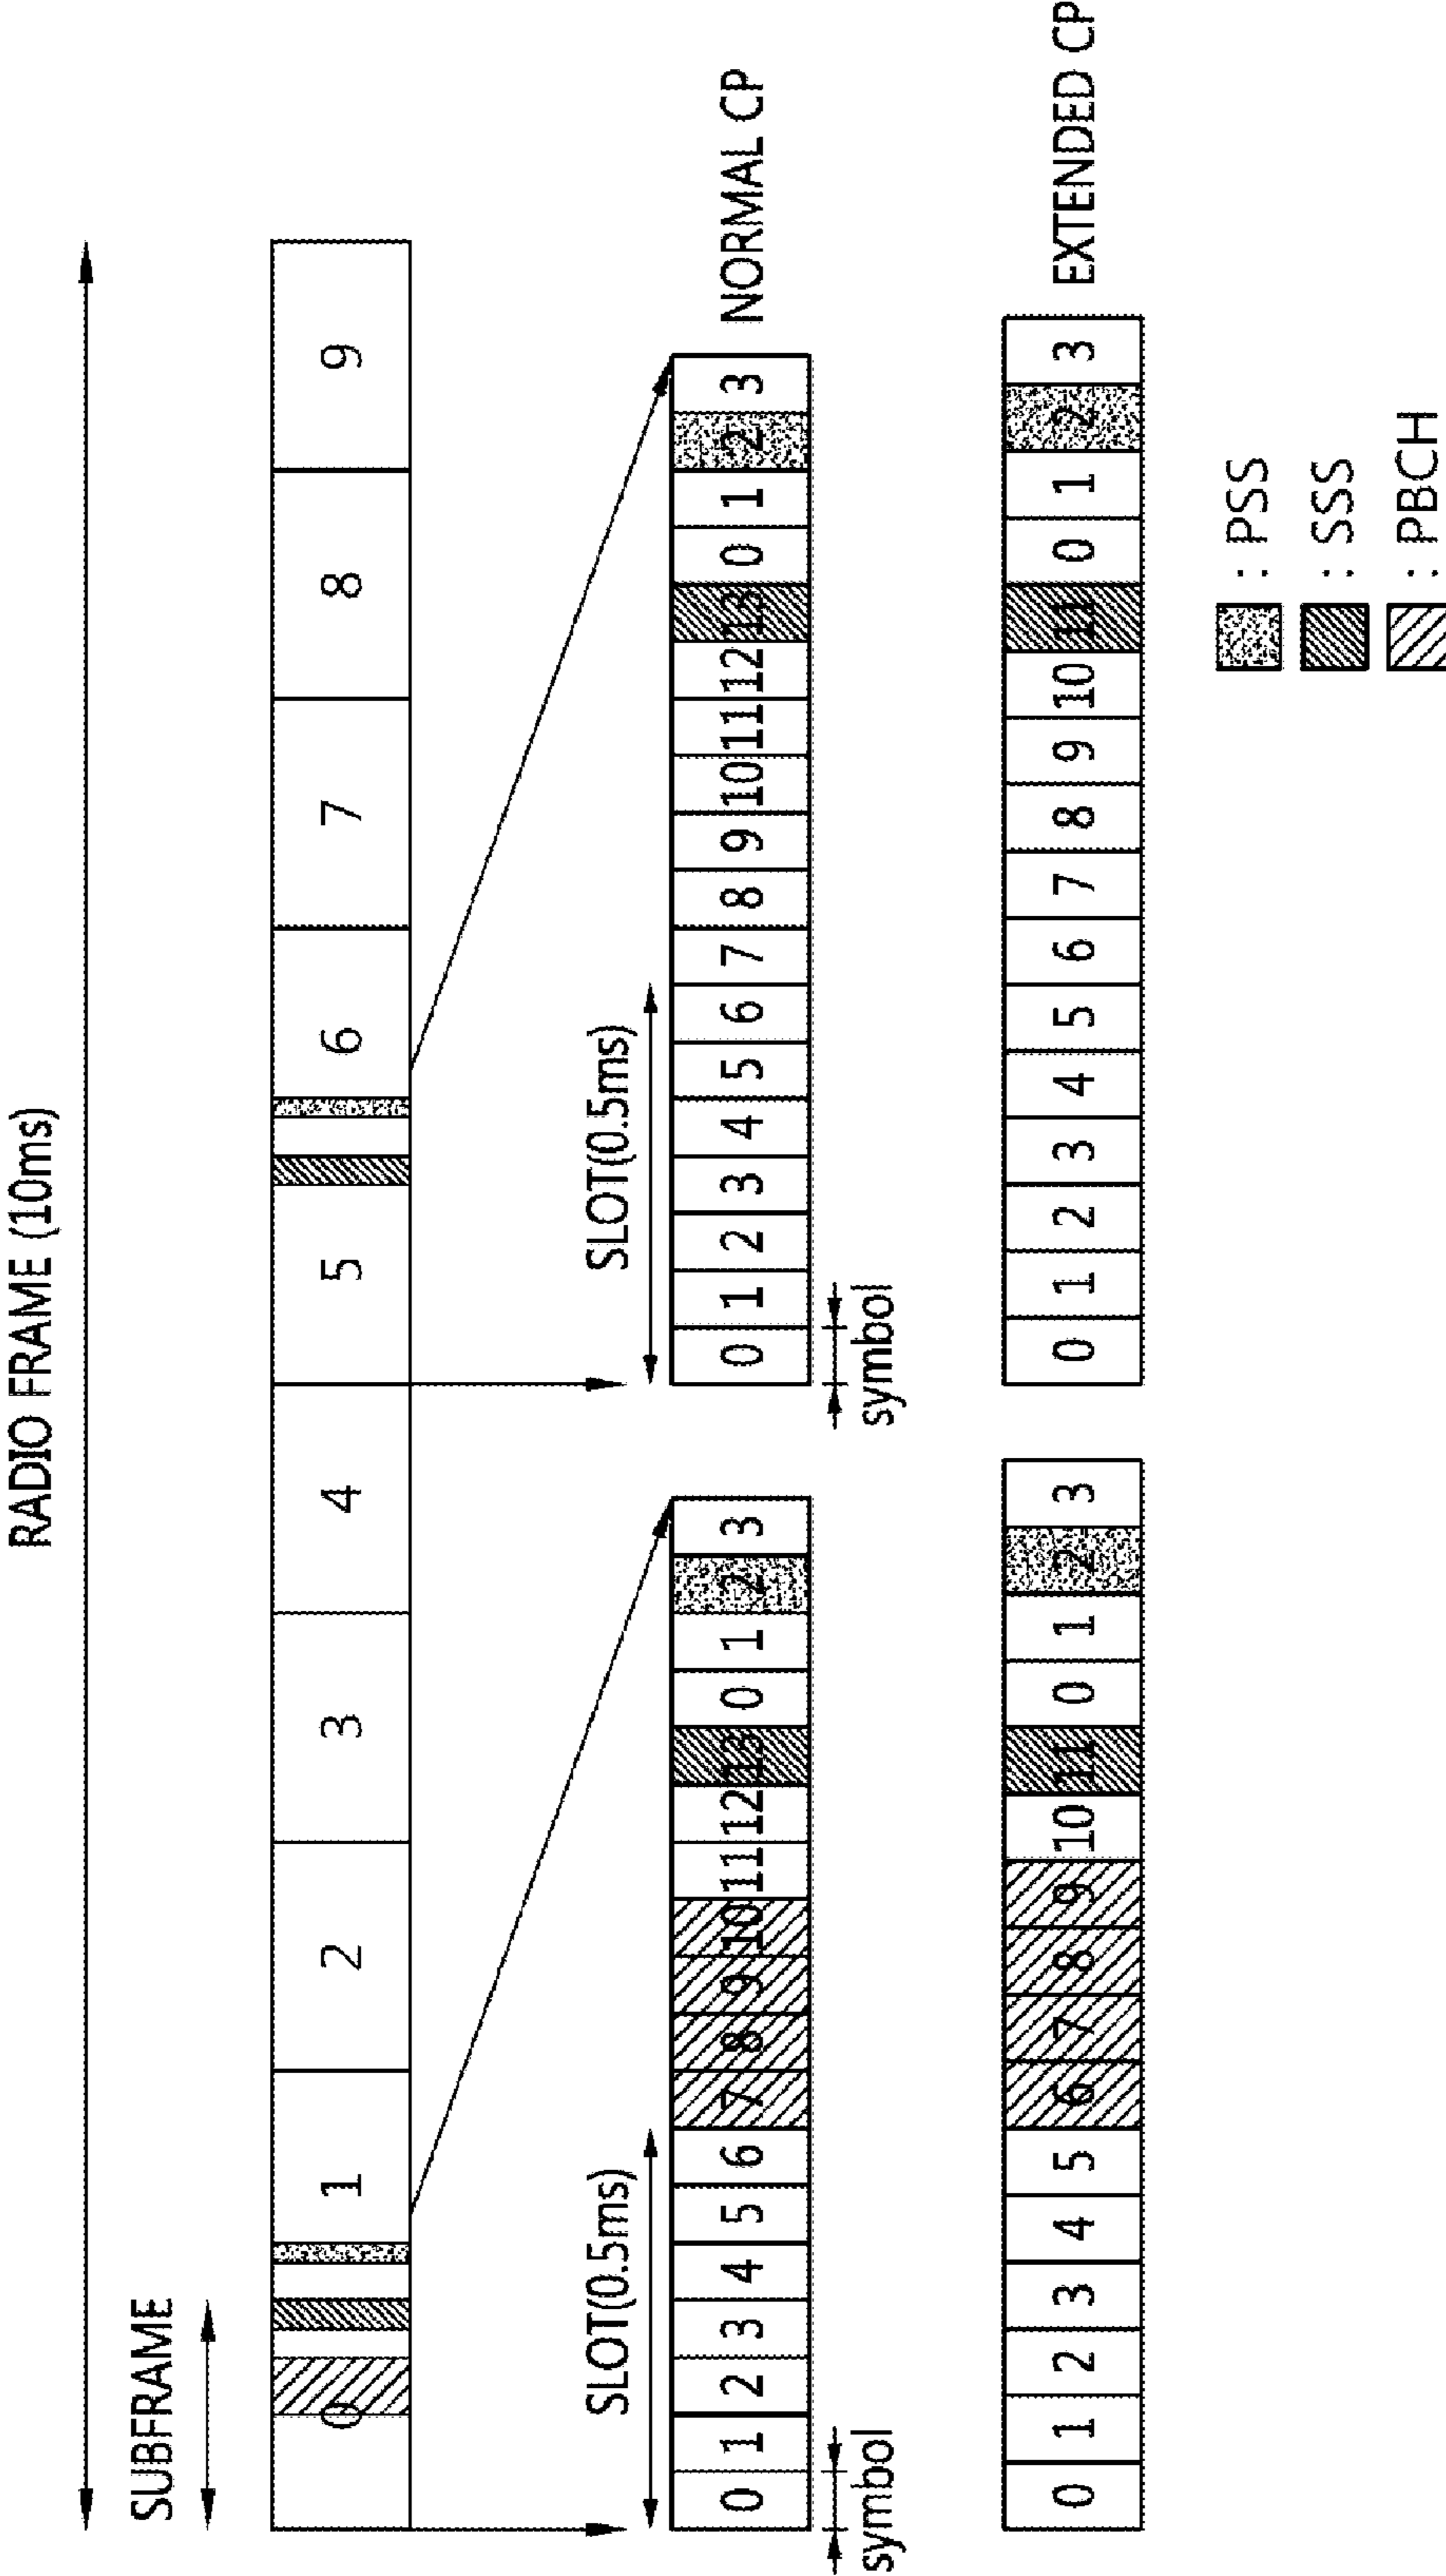 RADIO FRAME (10ms)
SUBFRAME
0 1 2 3 4 5 6 7 8 9
SLOT(0.5ms) SLOT(0.5ms)
0 1 2 3 4 5 6 7 8 9 10 11 12 13 0 1 2 3 0 1 2 3 4 5 6 7 8 9 10 11 12 13 0 1 2 3 NORMAL CP
symbol symbol
0 1 2 3 4 5 6 7 8 9 10 11 0 1 2 3 0 1 2 3 4 5 6 7 8 9 10 11 0 1 2 3 EXTENDED CP
: PSS
: SSS
: PBCH